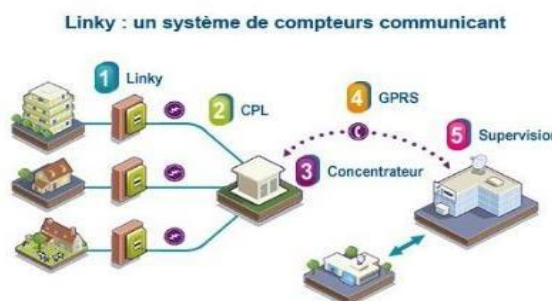 Linky : un système de compteurs communicant
1 Linky
2 CPL
4 GPRS
5 Supervision
3 Concentrateur